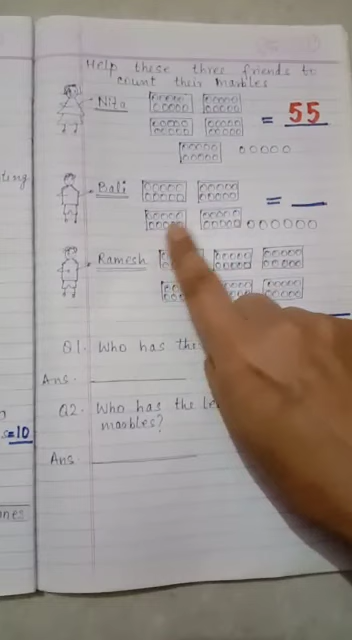 Help these three friends to
count their marbles
Nita
= 55
Bali
=
Ramesh
Q1. Who has the
Ans.
Q2. Who has the
marbles?
Ans
=10